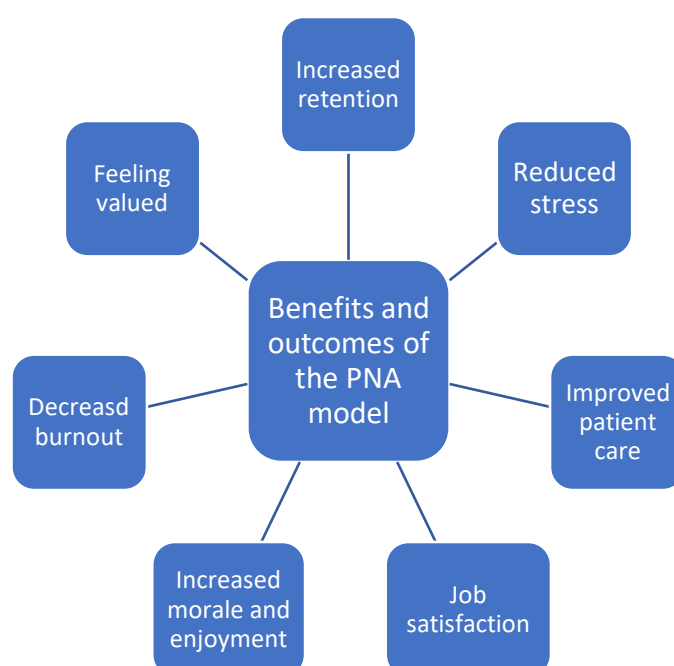 Increased
retention
Reduced
stress
Improved
patient
care
Job
satisfaction
Increased
morale and
enjoyment
Decreasd
burnout
Feeling
valued
Benefits and
outcomes of
the PNA
model